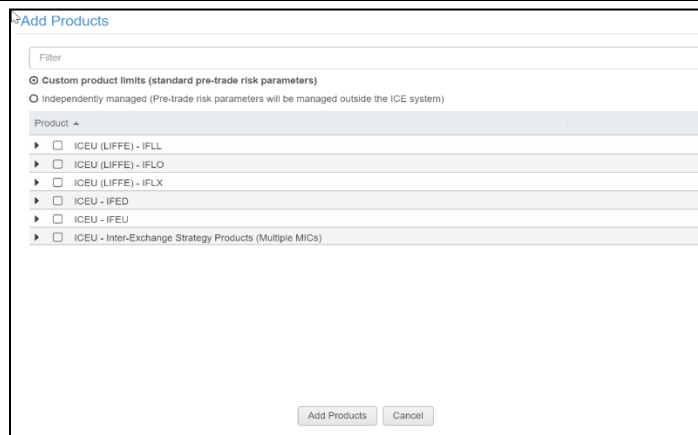 Add Products
Filter
Custom product limits (standard pre-trade risk parameters)
Independently managed (Pre-trade risk parameters will be managed outside the ICE system)
Product
ICEU (LIFFE) - IFLL
ICEU (LIFFE) - IFLO
ICEU (LIFFE) - IFLX
ICEU - IFED
ICEU - IFEU
ICEU - Inter-Exchange Strategy Products (Multiple MICs)
Add Products Cancel